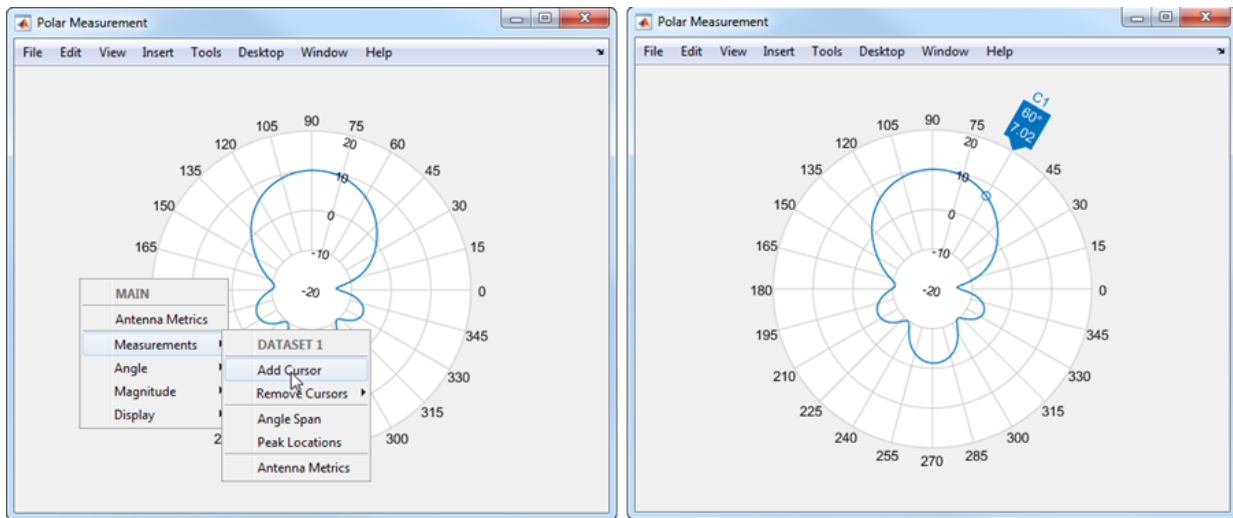 Polar Measurement
File Edit View Insert Tools Desktop Window Help
105 90 75
120 20 60
135 10 45
150 0 30
165 -10 15
-20 0
345
330
315
2 300
MAIN
Antenna Metrics
Measurements
Angle
Magnitude
Display
DATASET 1
Add Cursor
Remove Cursors
Angle Span
Peak Locations
Antenna Metrics
Polar Measurement
File Edit View Insert Tools Desktop Window Help
C1
60°
7.02
105 90 75
120 20
135 10 45
150 0 30
165 -10 15
180 -20 0
195 345
210 330
225 315
240 300
255 270 285